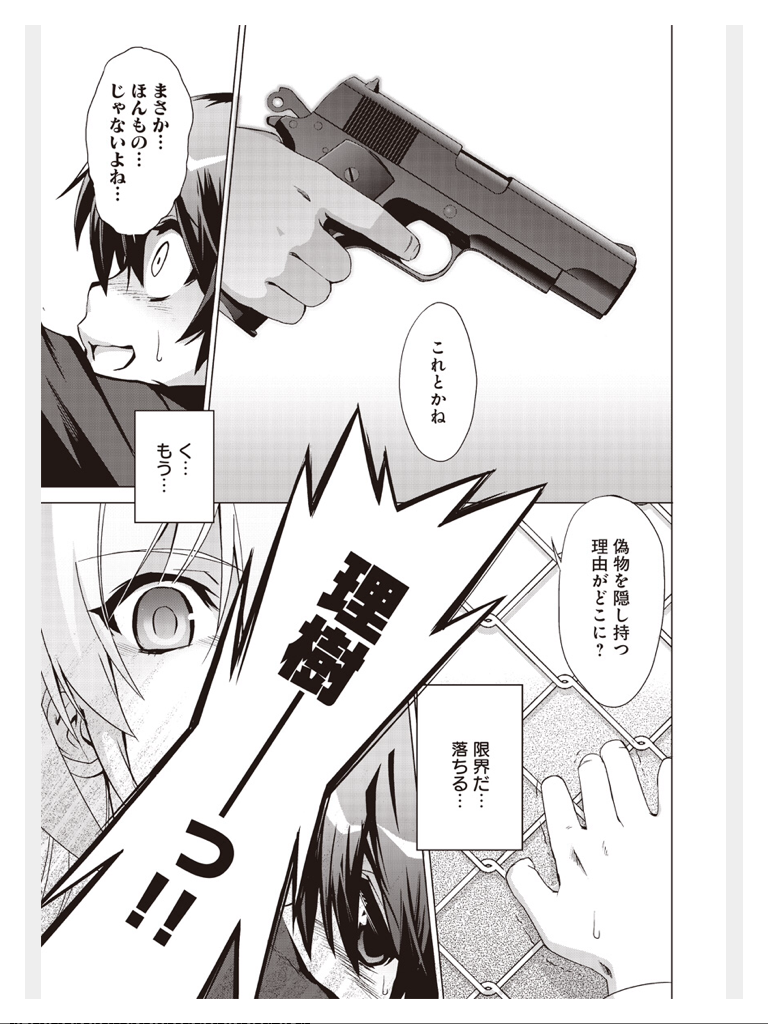 これとかね
まさか…
ほんもの…
じゃないよね…
く…
もう…
偽物を隠し持つ
理由がどこに?
限界だ…
落ちる…
理樹ーーっ!!